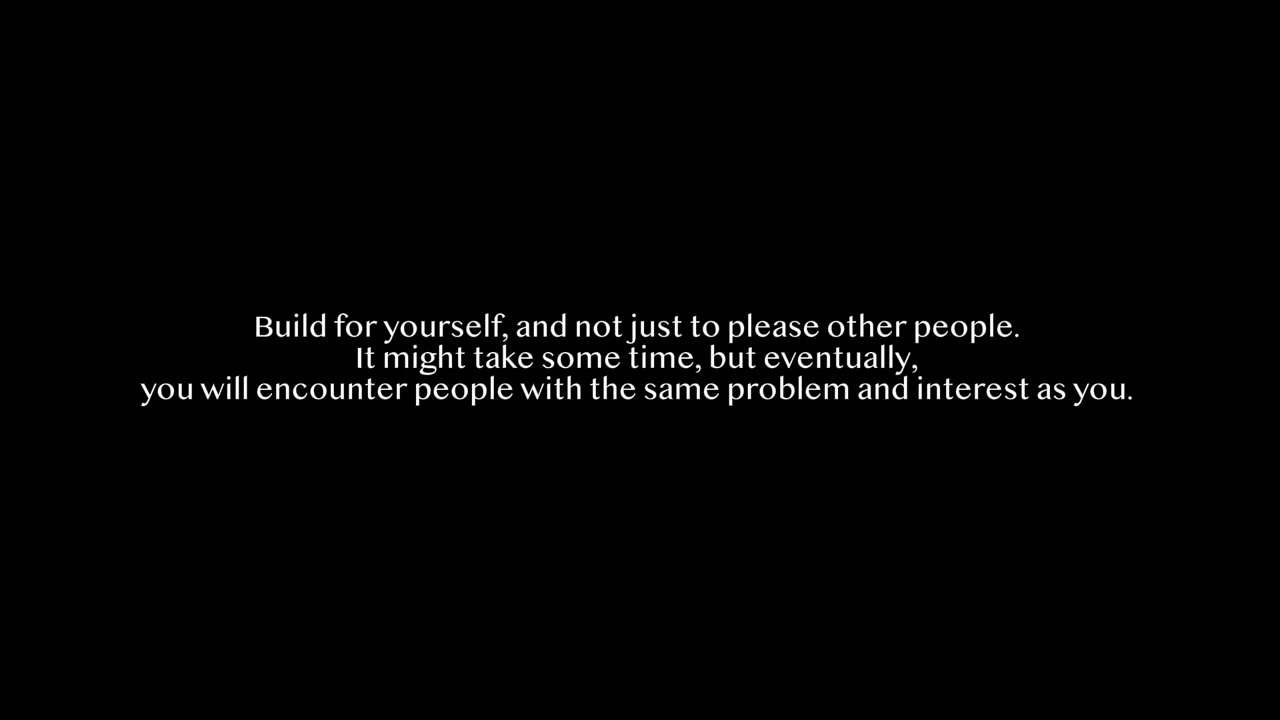 Build for yourself, and not just to please other people.
It might take some time, but eventually,
you will encounter people with the same problem and interest as you.